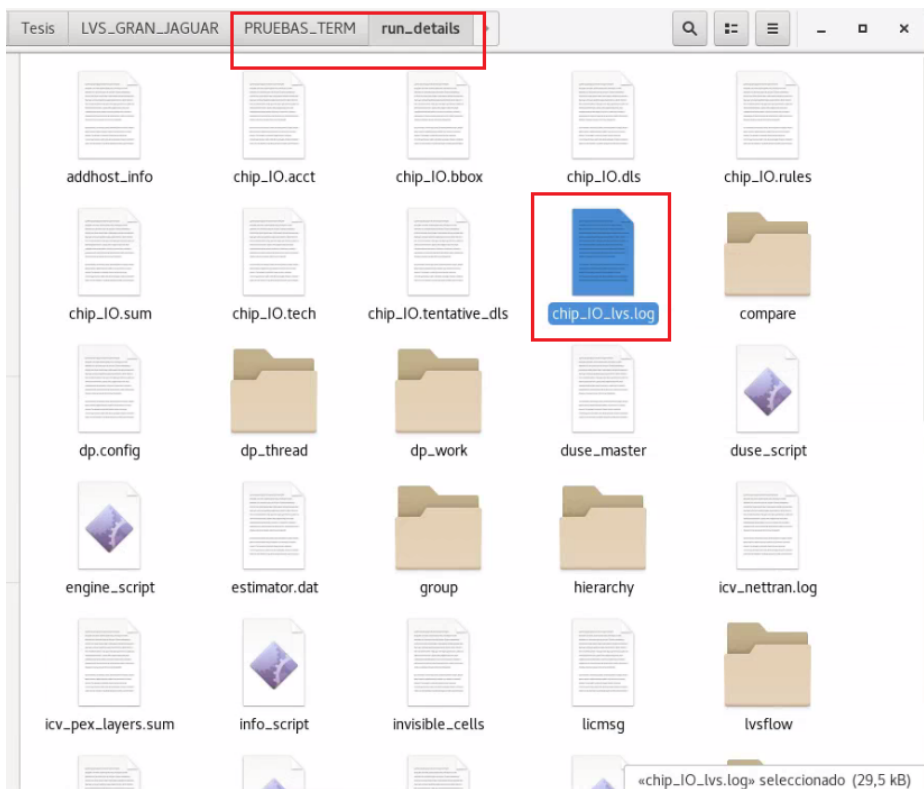 Tesis LVS_GRAN_JAGUAR PRUEBAS_TERM run_details
addhost_info chip_IO.acct chip_IO.bbox chip_IO.dls chip_IO.rules
chip_IO.sum chip_IO.tech chip_IO.tentative_dls chip_IO_lvs.log compare
dp.config dp_thread dp_work duse_master duse_script
engine_script estimator.dat group hierarchy icv_nettran.log
icv_pex_layers.sum info_script invisible_cells licmsg lvsflow
«chip_IO_lvs.log» seleccionado (29,5 kB)